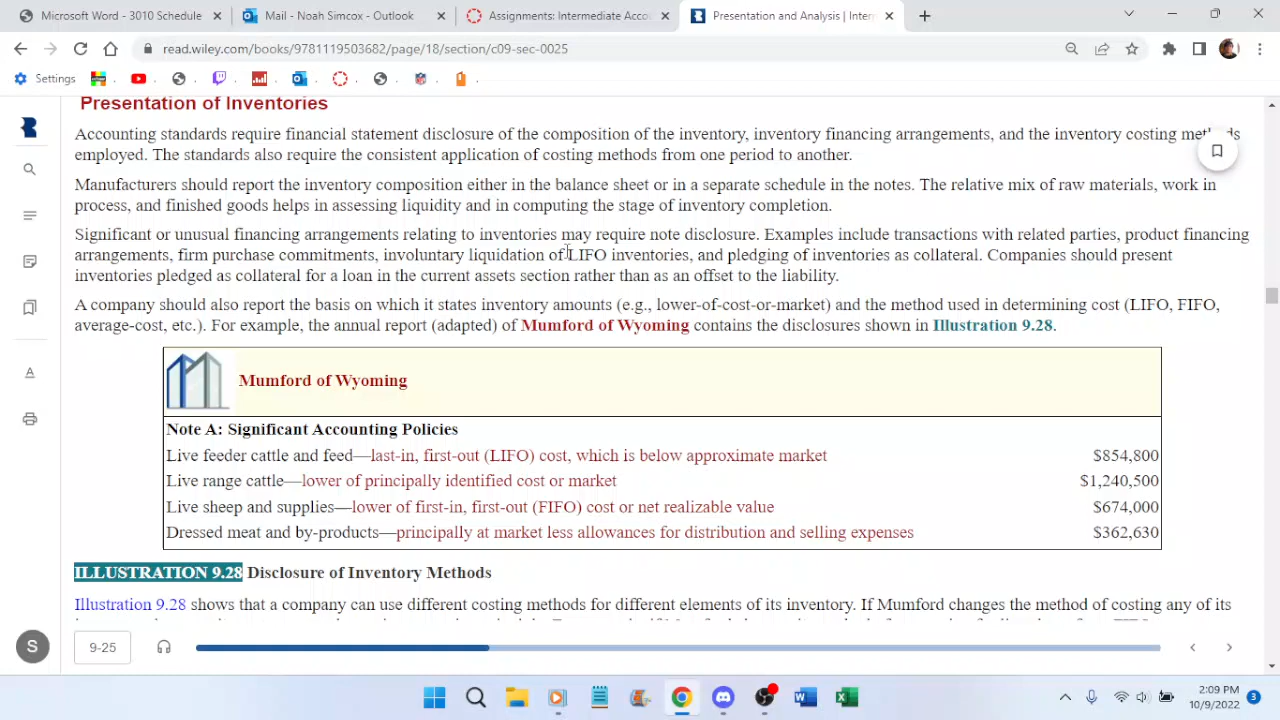 Microsoft Word - 3010 Schedule
Mail - Noah Simcox - Outlook
Assignments: Intermediate Acco
Presentation and Analysis | Inter
read.wiley.com/books/9781119503682/page/18/section/c09-sec-0025
Settings
Presentation of Inventories
Accounting standards require financial statement disclosure of the composition of the inventory, inventory financing arrangements, and the inventory costing methods
employed. The standards also require the consistent application of costing methods from one period to another.
Manufacturers should report the inventory composition either in the balance sheet or in a separate schedule in the notes. The relative mix of raw materials, work in
process, and finished goods helps in assessing liquidity and in computing the stage of inventory completion.
Significant or unusual financing arrangements relating to inventories may require note disclosure. Examples include transactions with related parties, product financing
arrangements, firm purchase commitments, involuntary liquidation of LIFO inventories, and pledging of inventories as collateral. Companies should present
inventories pledged as collateral for a loan in the current assets section rather than as an offset to the liability.
A company should also report the basis on which it states inventory amounts (e.g., lower-of-cost-or-market) and the method used in determining cost (LIFO, FIFO,
average-cost, etc.). For example, the annual report (adapted) of Mumford of Wyoming contains the disclosures shown in Illustration 9.28.
Mumford of Wyoming
Note A: Significant Accounting Policies
Live feeder cattle and feed—last-in, first-out (LIFO) cost, which is below approximate market $854,800
Live range cattle—lower of principally identified cost or market $1,240,500
Live sheep and supplies—lower of first-in, first-out (FIFO) cost or net realizable value $674,000
Dressed meat and by-products—principally at market less allowances for distribution and selling expenses $362,630
ILLUSTRATION 9.28 Disclosure of Inventory Methods
Illustration 9.28 shows that a company can use different costing methods for different elements of its inventory. If Mumford changes the method of costing any of its
S
9-25
2:09 PM
10/9/2022
3